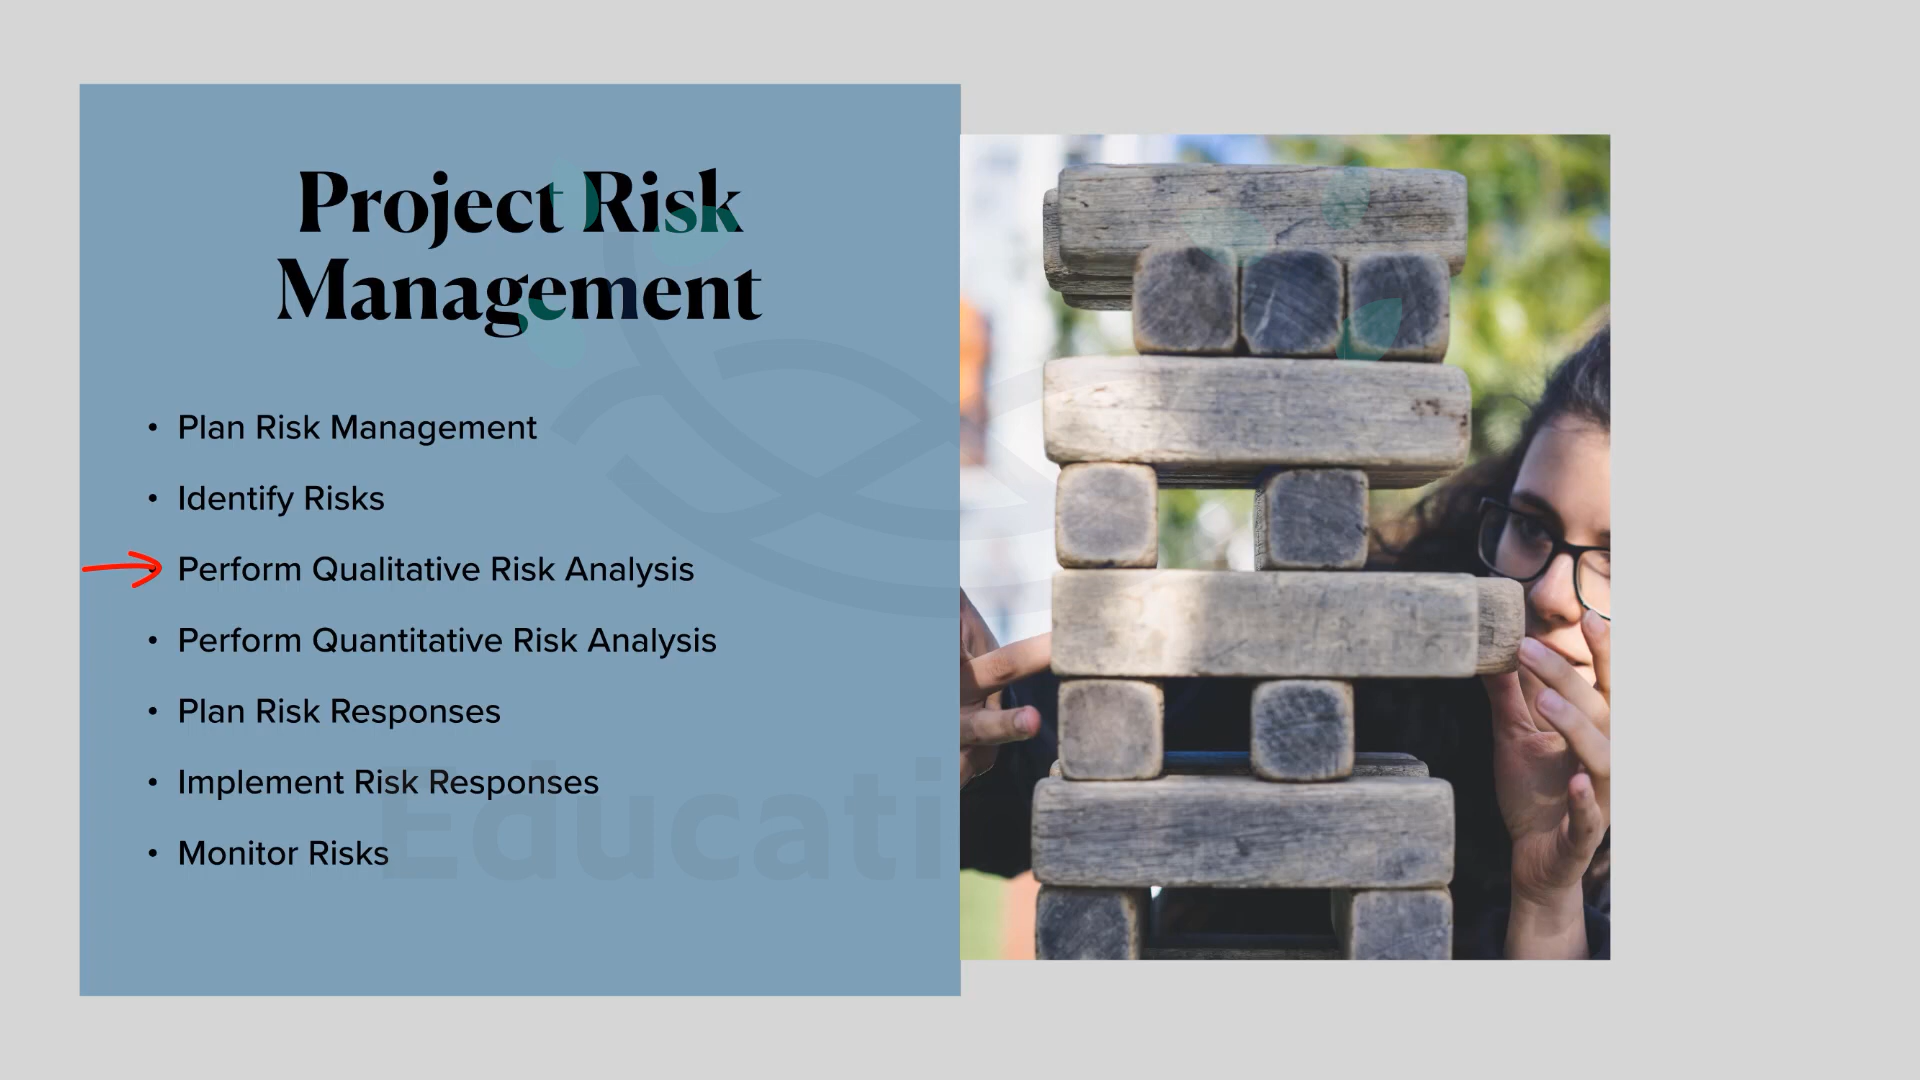 Project Risk
Management
• Plan Risk Management
• Identify Risks
• Perform Qualitative Risk Analysis
• Perform Quantitative Risk Analysis
• Plan Risk Responses
• Implement Risk Responses
• Monitor Risks